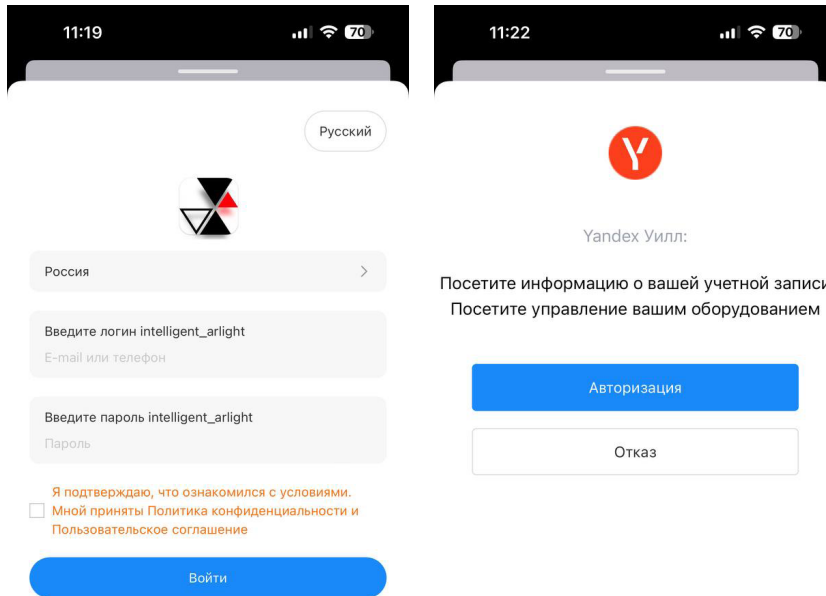 11:19
70
Русский
Россия
Введите логин intelligent_arlight
E-mail или телефон
Введите пароль intelligent_arlight
Пароль
Я подтверждаю, что ознакомился с условиями.
Мной приняты Политика конфиденциальности и
Пользовательское соглашение
Войти
11:22
70
Yandex Уилл:
Посетите информацию о вашей учетной записи
Посетите управление вашим оборудованием
Авторизация
Отказ